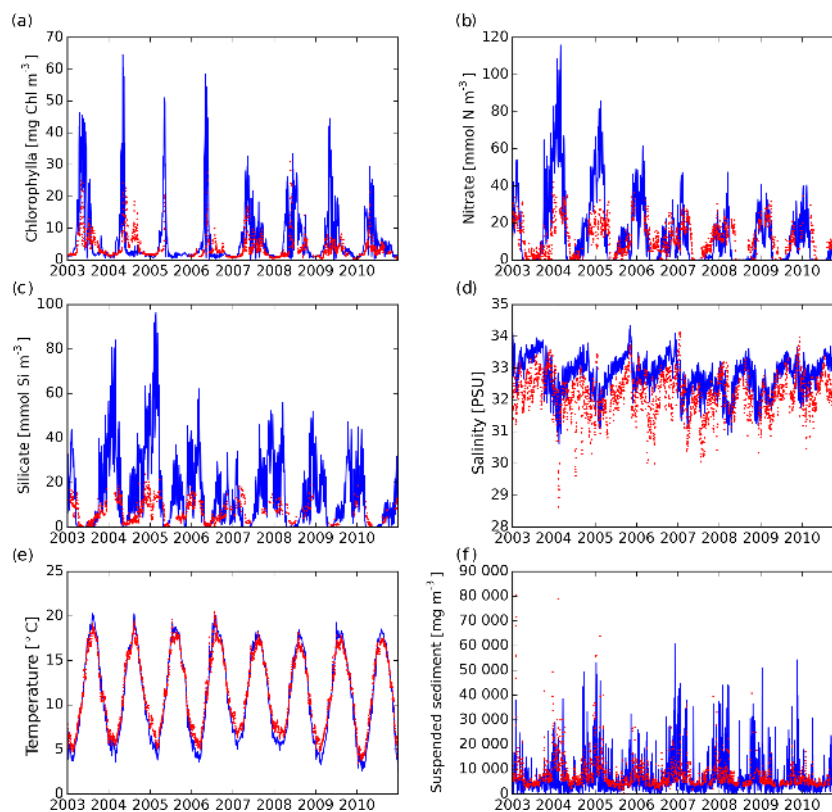 (a)
70
60
50
40
30
20
10
0
Chlorophylla [mg Chl m⁻³ ]
2003 2004 2005 2006 2007 2008 2009 2010
(b)
120
100
80
60
40
20
0
Nitrate [mmol N m⁻³ ]
2003 2004 2005 2006 2007 2008 2009 2010
(c)
100
80
60
40
20
0
Silicate [mmol Si m⁻³ ]
2003 2004 2005 2006 2007 2008 2009 2010
(d)
35
34
33
32
31
30
29
28
Salinity [PSU]
2003 2004 2005 2006 2007 2008 2009 2010
(e)
25
20
15
10
5
0
Temperature [ ° C]
2003 2004 2005 2006 2007 2008 2009 2010
(f)
90 000
80 000
70 000
60 000
50 000
40 000
30 000
20 000
10 000
0
Suspended sediment [mg m⁻³ ]
2003 2004 2005 2006 2007 2008 2009 2010